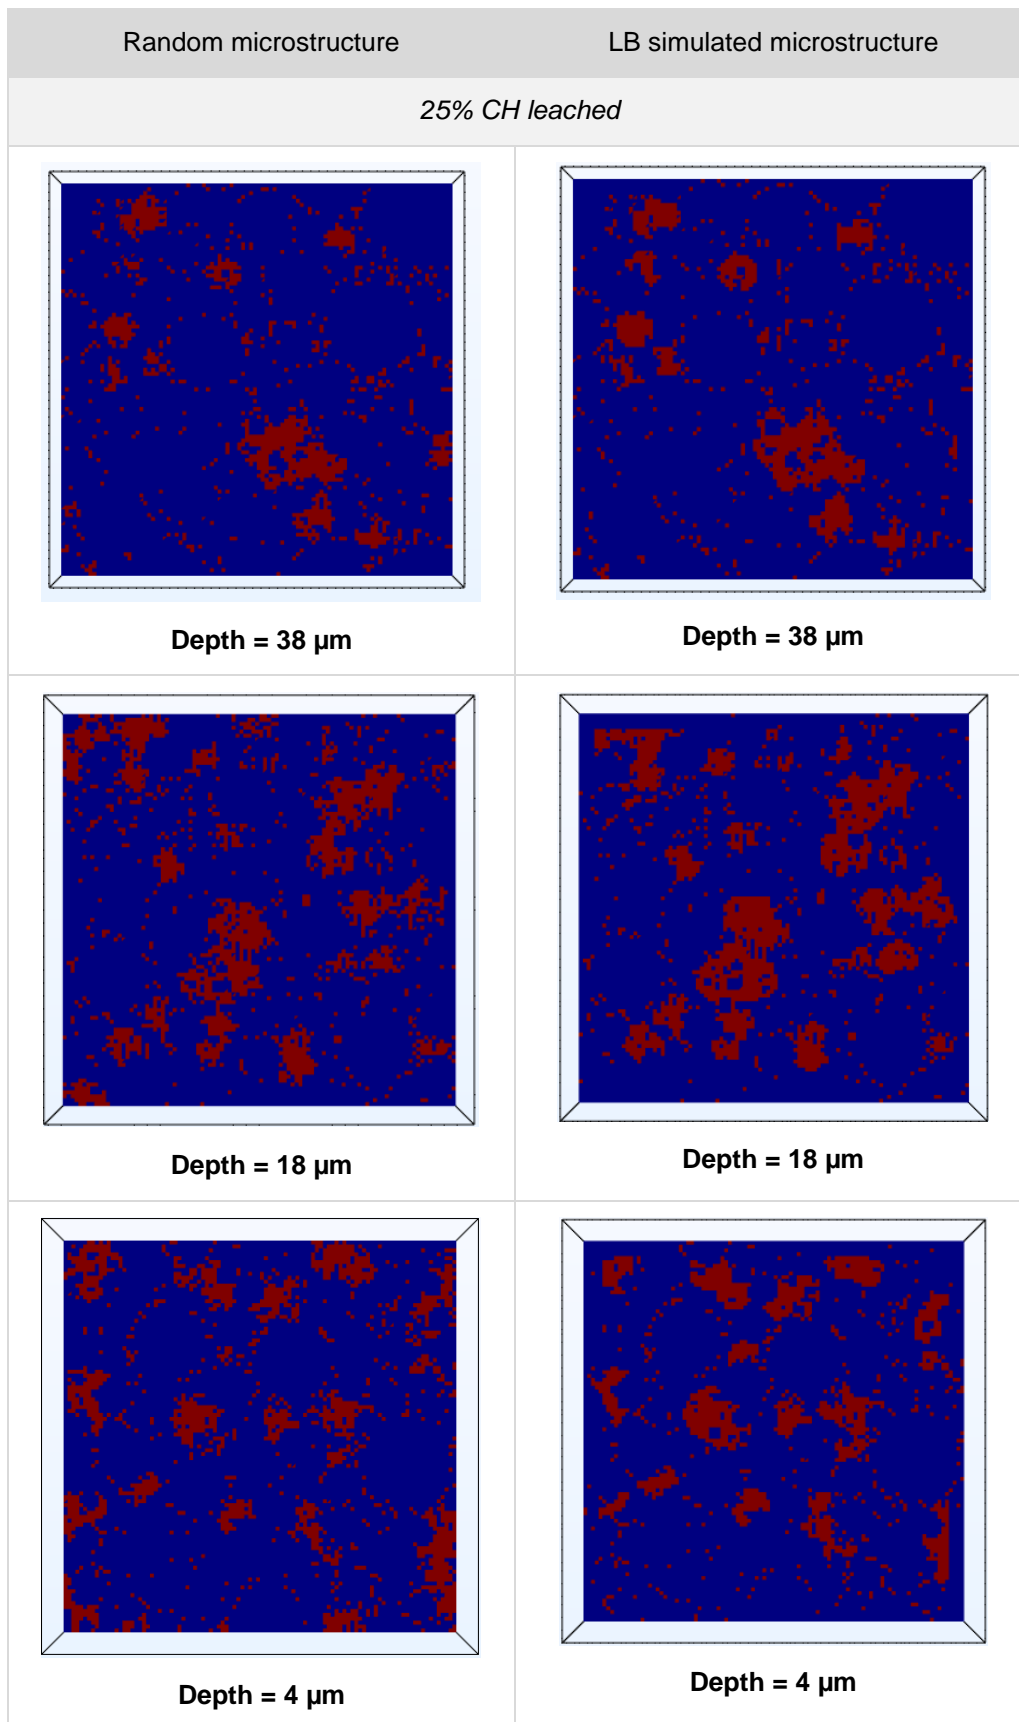 Random microstructure
LB simulated microstructure
25% CH leached
Depth = 38 µm
Depth = 38 µm
Depth = 18 µm
Depth = 18 µm
Depth = 4 µm
Depth = 4 µm